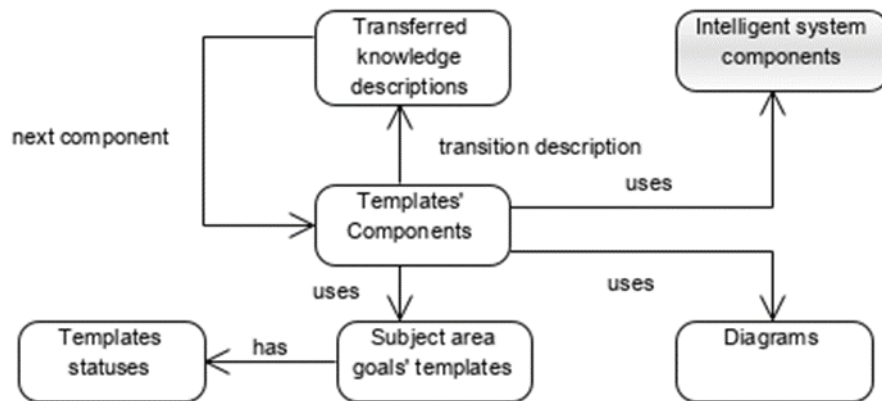 Transferred
knowledge
descriptions
Intelligent system
components
next component
transition description
uses
Templates'
Components
uses
uses
Templates
statuses
has
Subject area
goals' templates
Diagrams